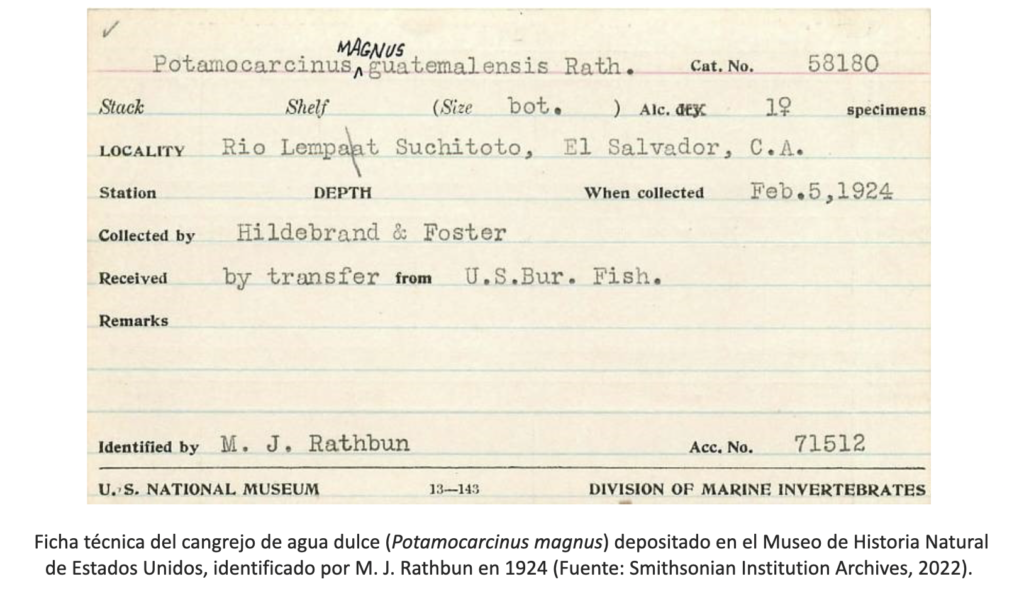 ✓
MAGNUS
Potamocarcinus ‸ guatemalensis Rath. Cat. No. 58180
Stack Shelf (Size bot. ) Alc. dry. 1♀ specimens
LOCALITY Rio Lempa at Suchitoto, El Salvador, C.A.
Station DEPTH When collected Feb.5,1924
Collected by Hildebrand & Foster
Received by transfer from U.S.Bur. Fish.
Remarks
Identified by M. J. Rathbun Acc. No. 71512
U. S. NATIONAL MUSEUM 13—143 DIVISION OF MARINE INVERTEBRATES
Ficha técnica del cangrejo de agua dulce (Potamocarcinus magnus) depositado en el Museo de Historia Natural
de Estados Unidos, identificado por M. J. Rathbun en 1924 (Fuente: Smithsonian Institution Archives, 2022).